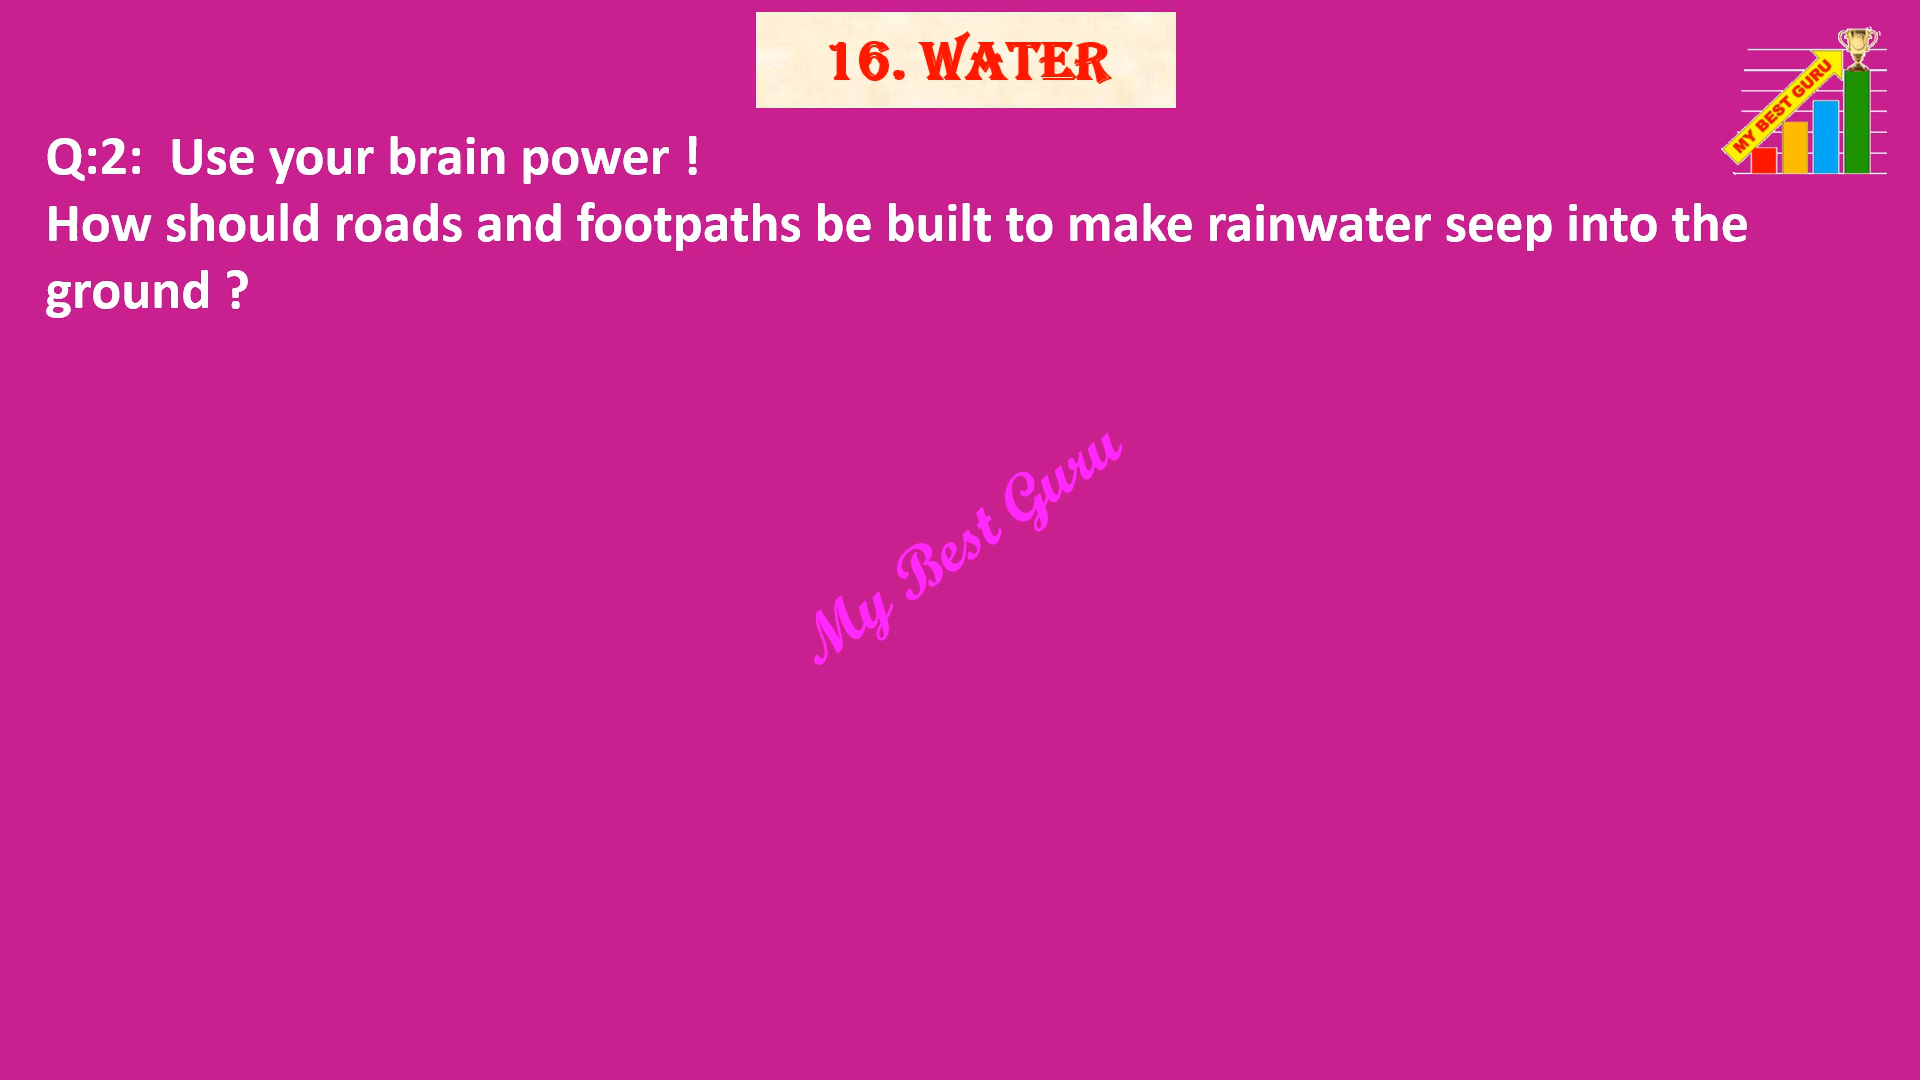 16. WATER
MY BEST GURU
Q:2:  Use your brain power !
How should roads and footpaths be built to make rainwater seep into the
ground ?
My Best Guru